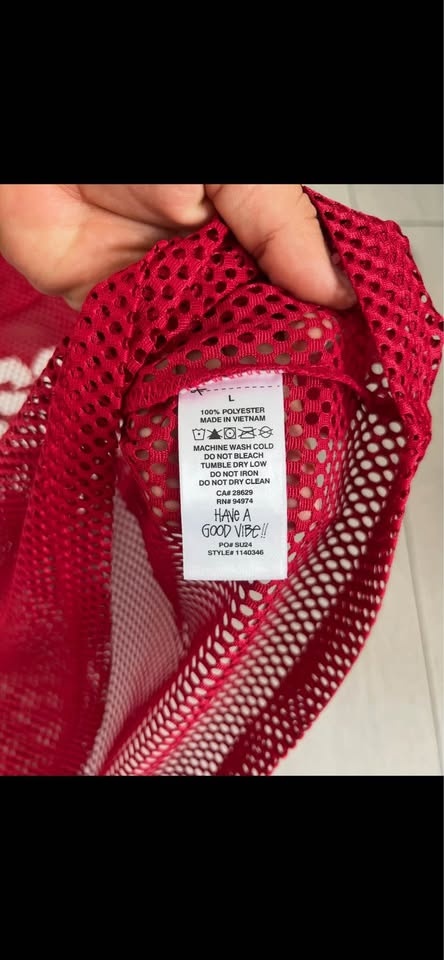 L
100% POLYESTER
MADE IN VIETNAM
MACHINE WASH COLD
DO NOT BLEACH
TUMBLE DRY LOW
DO NOT IRON
DO NOT DRY CLEAN
CA# 28629
RN# 94974
HAVE A
GOOD VIBE!!!
PO# SU24
STYLE# 1140346